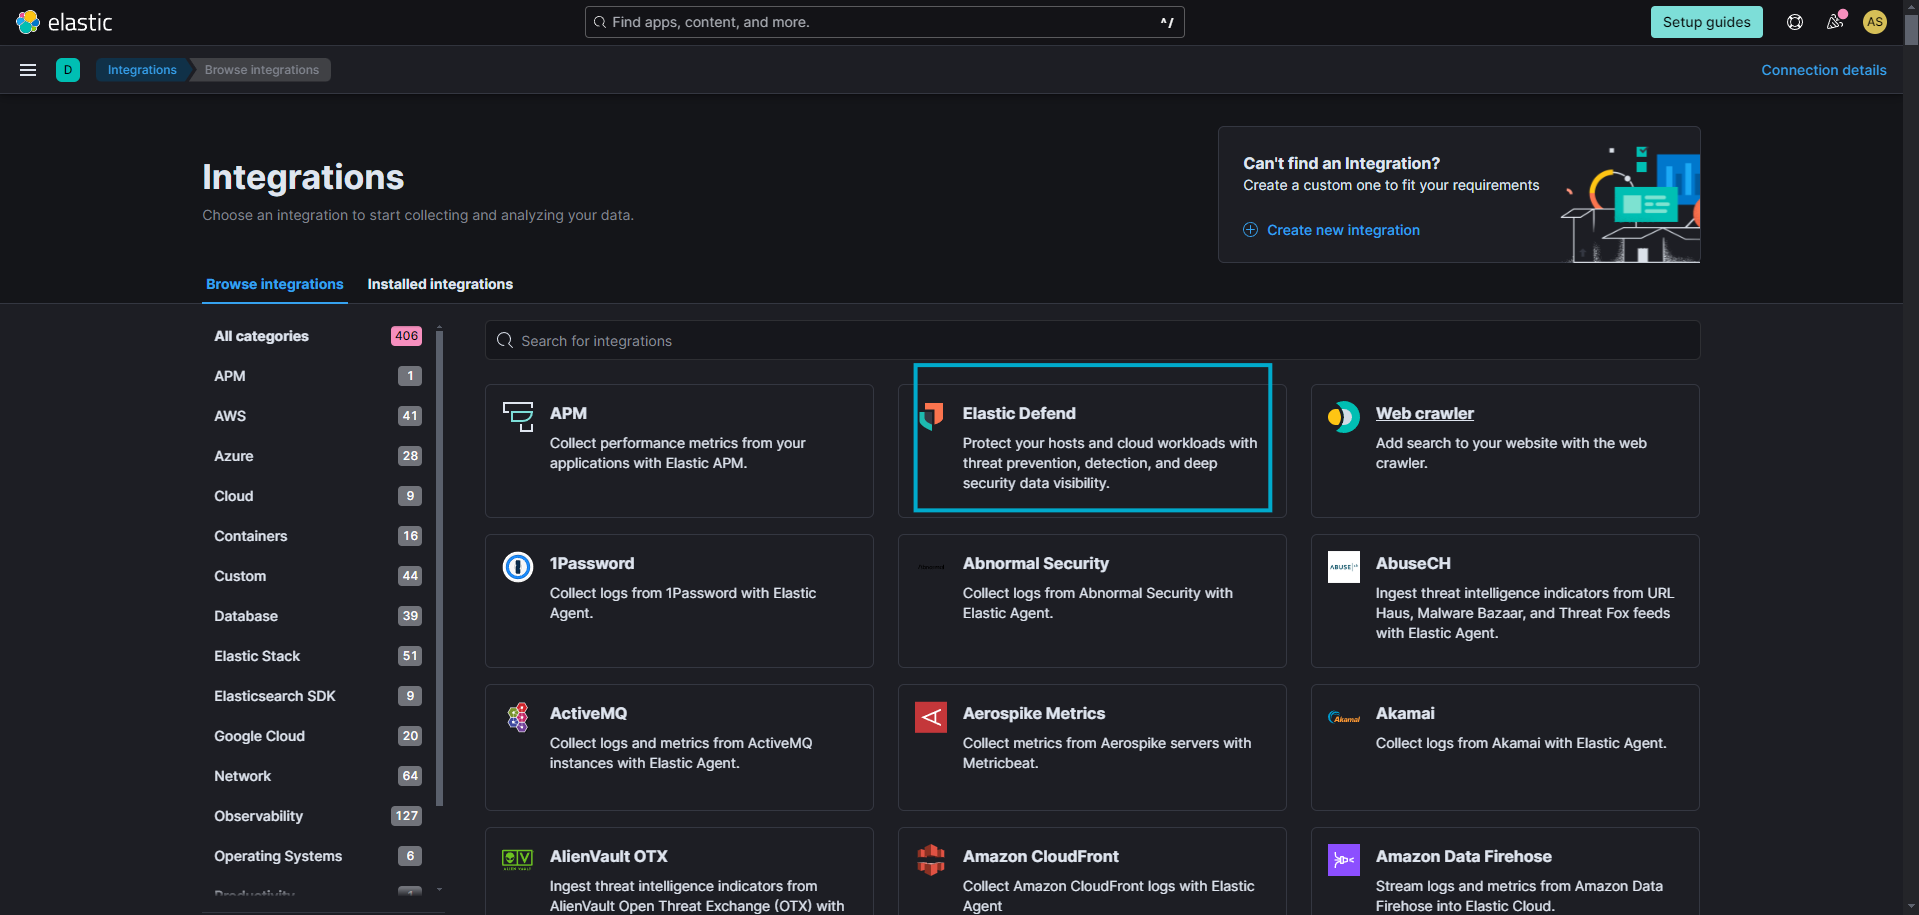 elastic
Find apps, content, and more.
^/
Setup guides
AS
D
Integrations
Browse integrations
Connection details
Integrations
Choose an integration to start collecting and analyzing your data.
Can't find an Integration?
Create a custom one to fit your requirements
Create new integration
Browse integrations
Installed integrations
All categories 406
APM 1
AWS 41
Azure 28
Cloud 9
Containers 16
Custom 44
Database 39
Elastic Stack 51
Elasticsearch SDK 9
Google Cloud 20
Network 64
Observability 127
Operating Systems 6
Productivity 1
Search for integrations
APM
Collect performance metrics from your
applications with Elastic APM.
Elastic Defend
Protect your hosts and cloud workloads with
threat prevention, detection, and deep
security data visibility.
Web crawler
Add search to your website with the web
crawler.
1Password
Collect logs from 1Password with Elastic
Agent.
Abnormal
Abnormal Security
Collect logs from Abnormal Security with
Elastic Agent.
ABUSE|ch
AbuseCH
Ingest threat intelligence indicators from URL
Haus, Malware Bazaar, and Threat Fox feeds
with Elastic Agent.
ActiveMQ
Collect logs and metrics from ActiveMQ
instances with Elastic Agent.
Aerospike Metrics
Collect metrics from Aerospike servers with
Metricbeat.
Akamai
Akamai
Collect logs from Akamai with Elastic Agent.
ALIEN VAULT
AlienVault OTX
Ingest threat intelligence indicators from
AlienVault Open Threat Exchange (OTX) with
Amazon CloudFront
Collect Amazon CloudFront logs with Elastic
Agent
Amazon Data Firehose
Stream logs and metrics from Amazon Data
Firehose into Elastic Cloud.